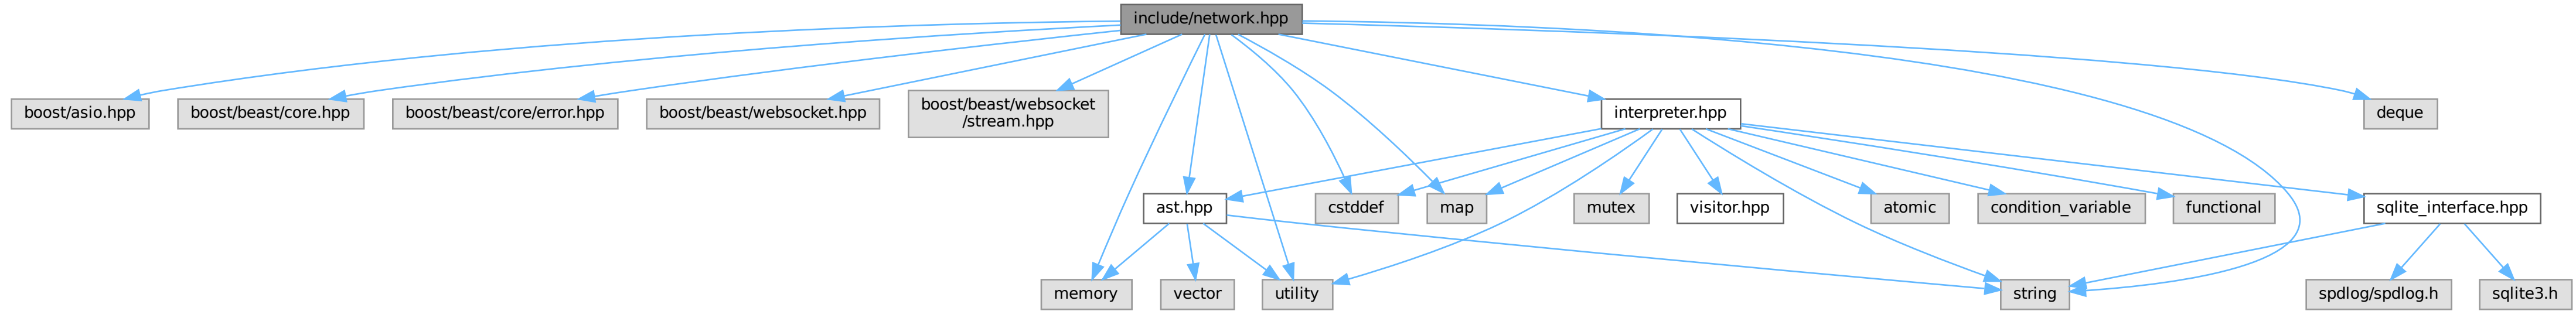 include/network.hpp
boost/asio.hpp
boost/beast/core.hpp
boost/beast/core/error.hpp
boost/beast/websocket.hpp
boost/beast/websocket
/stream.hpp
interpreter.hpp
deque
ast.hpp
cstddef
map
mutex
visitor.hpp
atomic
condition_variable
functional
sqlite_interface.hpp
memory
vector
utility
string
spdlog/spdlog.h
sqlite3.h